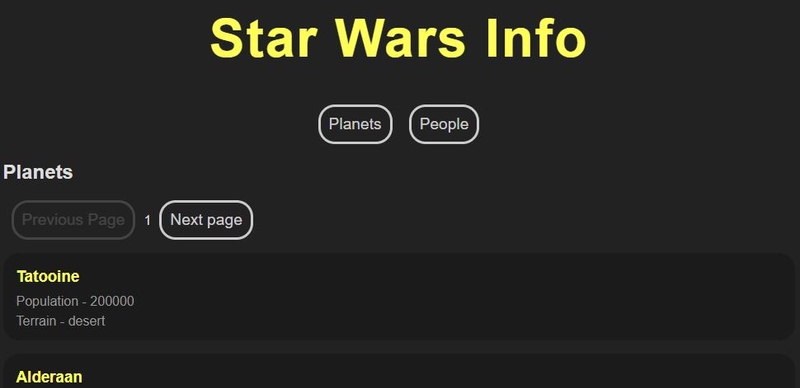 Star Wars Info
Planets People
Planets
Previous Page 1 Next page
Tatooine
Population - 200000
Terrain - desert
Alderaan